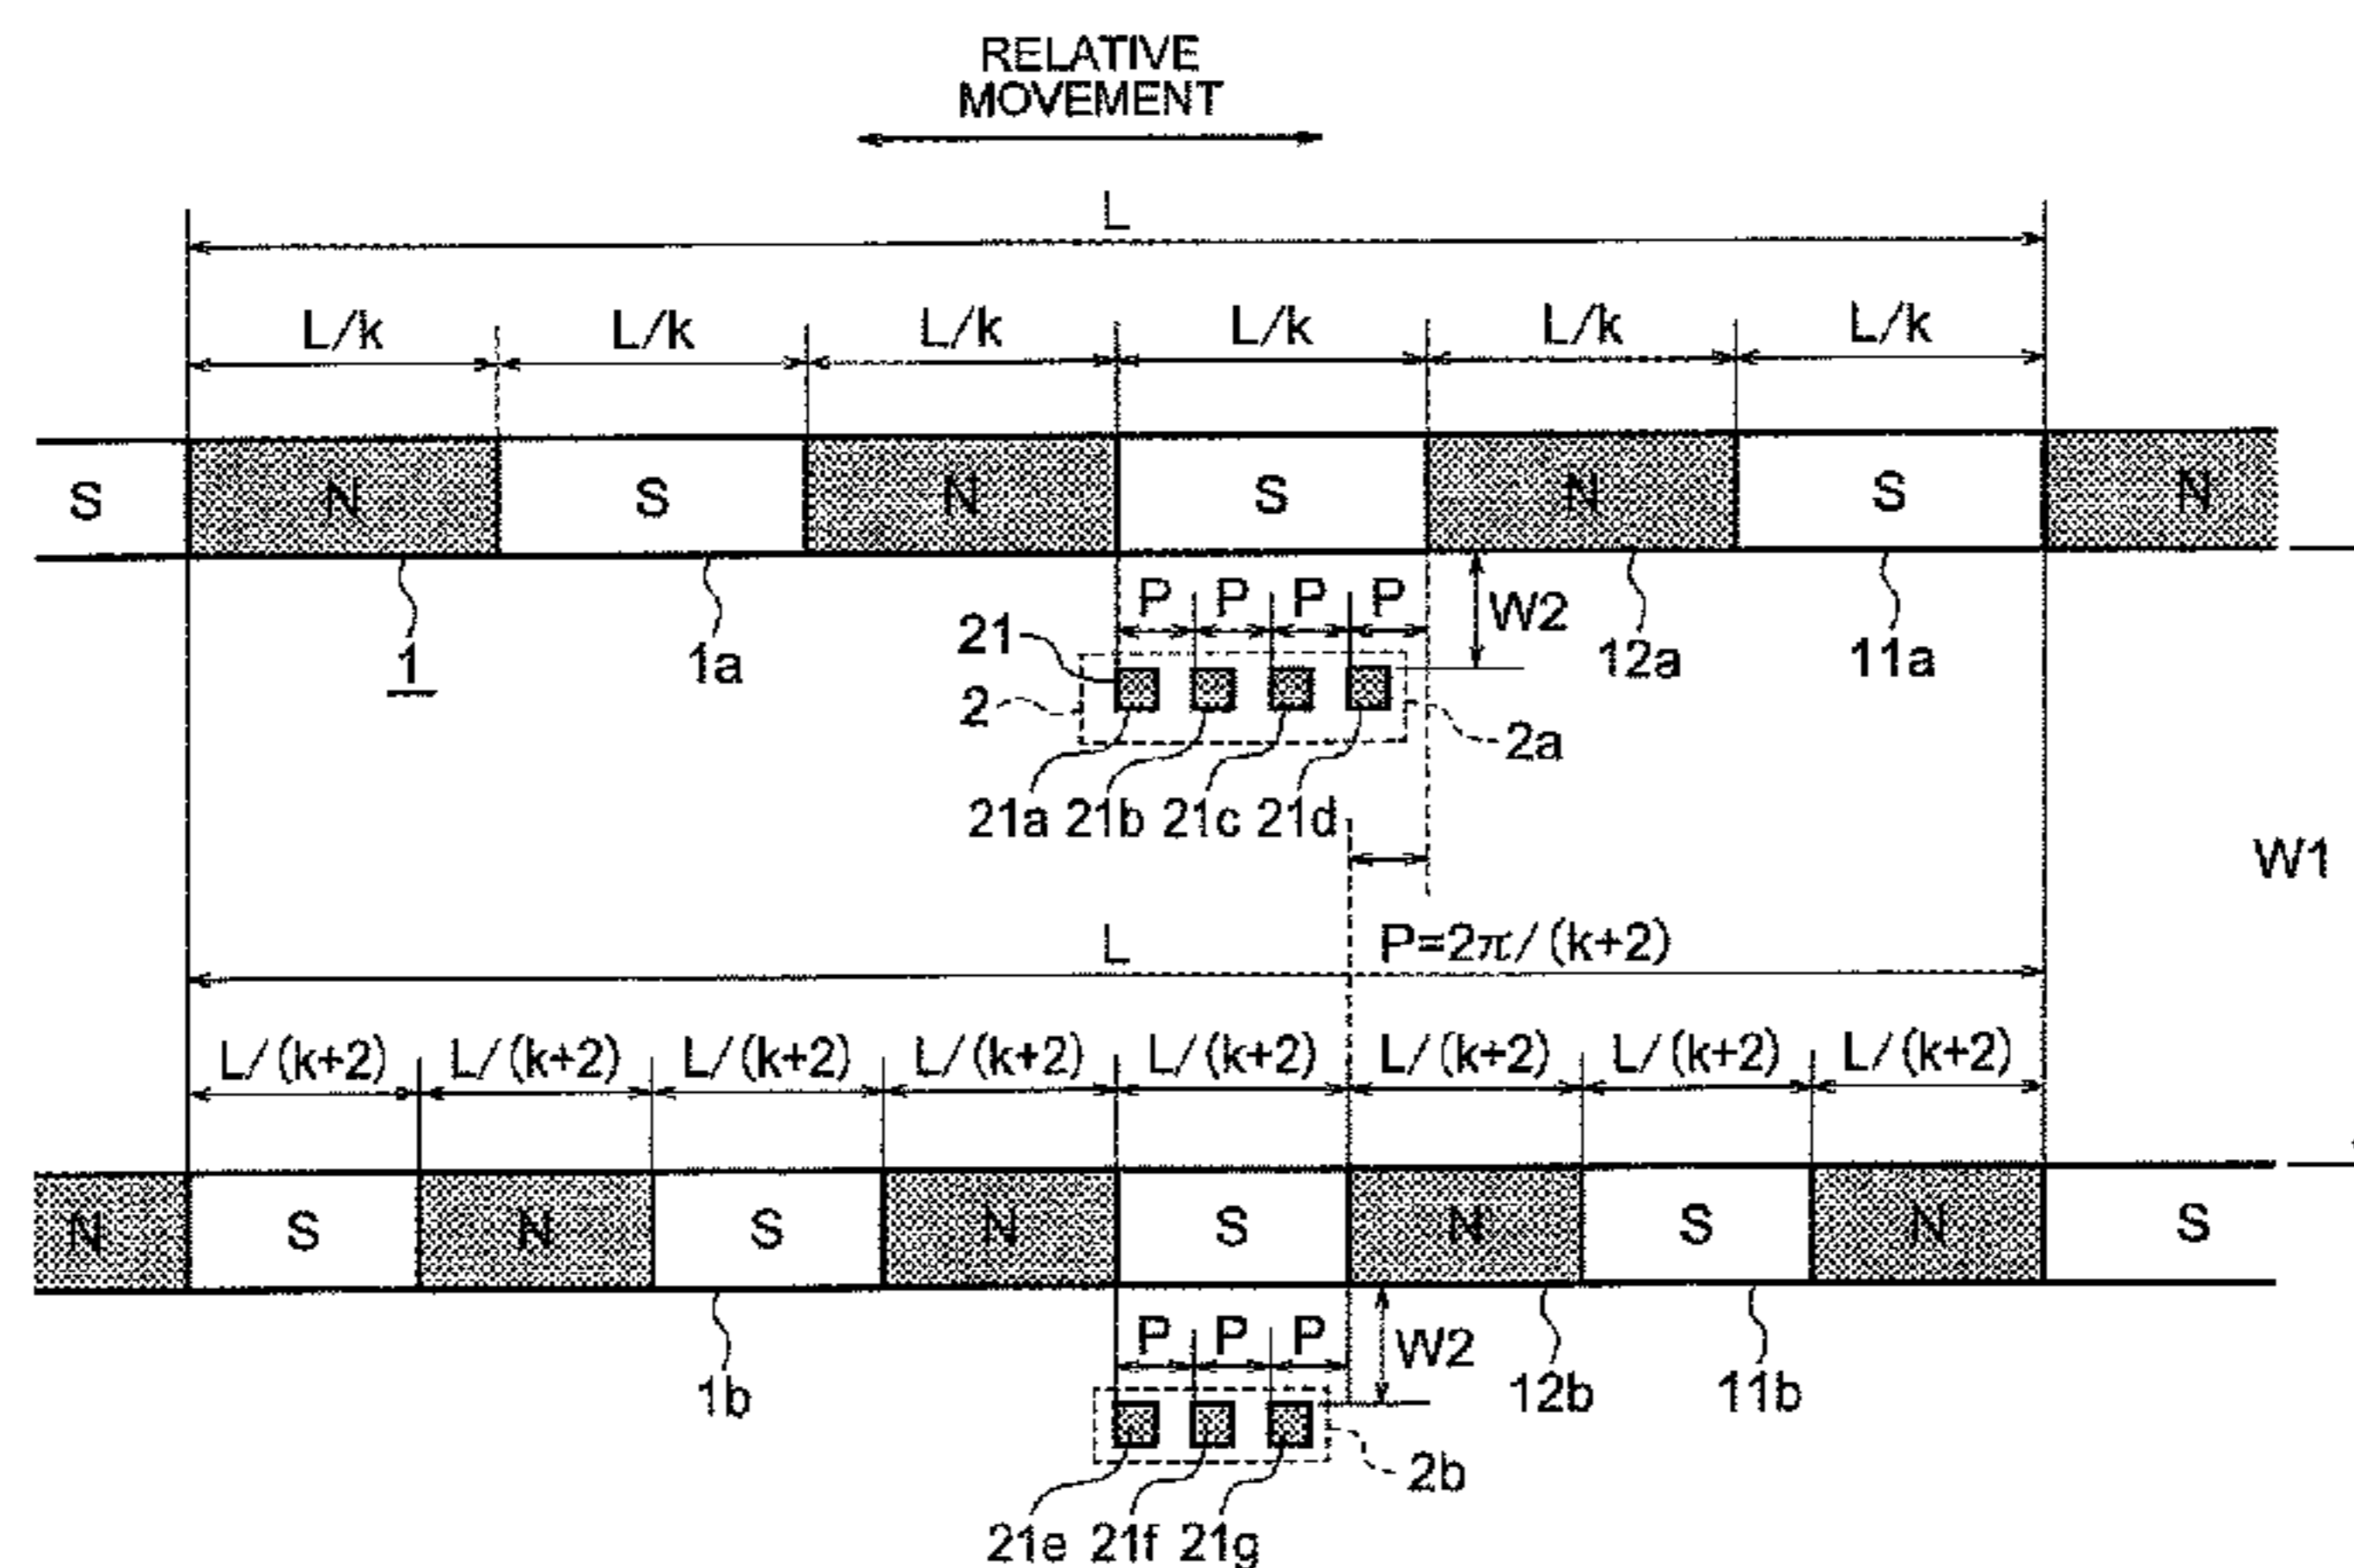 RELATIVE
MOVEMENT
L
L/k L/k L/k L/k L/k L/k
S N S N S N S N
P P P P W2
21
1 1a 12a 11a
2
2a
21a 21b 21c 21d
W1
P=2π/(k+2)
L
L/(k+2) L/(k+2) L/(k+2) L/(k+2) L/(k+2) L/(k+2) L/(k+2) L/(k+2)
N S N S N S N S N S
P P P W2
1b 12b 11b
2b
21e 21f 21g